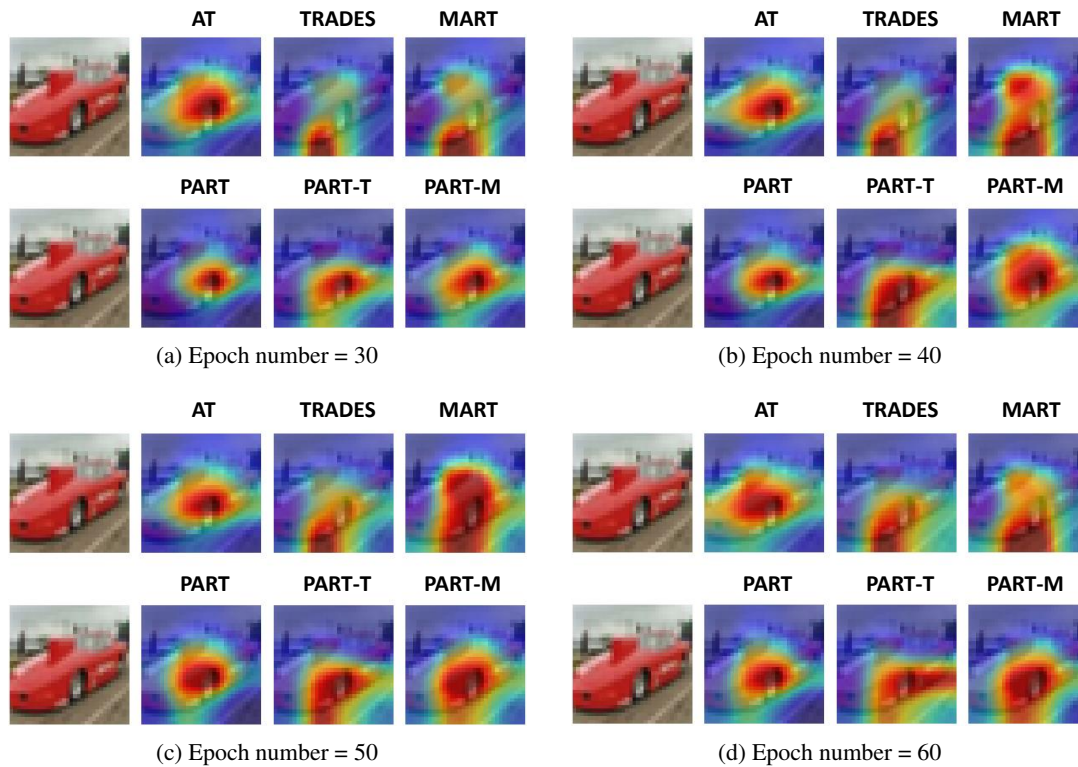 AT TRADES MART
PART PART-T PART-M
(a) Epoch number = 30
AT TRADES MART
PART PART-T PART-M
(b) Epoch number = 40
AT TRADES MART
PART PART-T PART-M
(c) Epoch number = 50
AT TRADES MART
PART PART-T PART-M
(d) Epoch number = 60